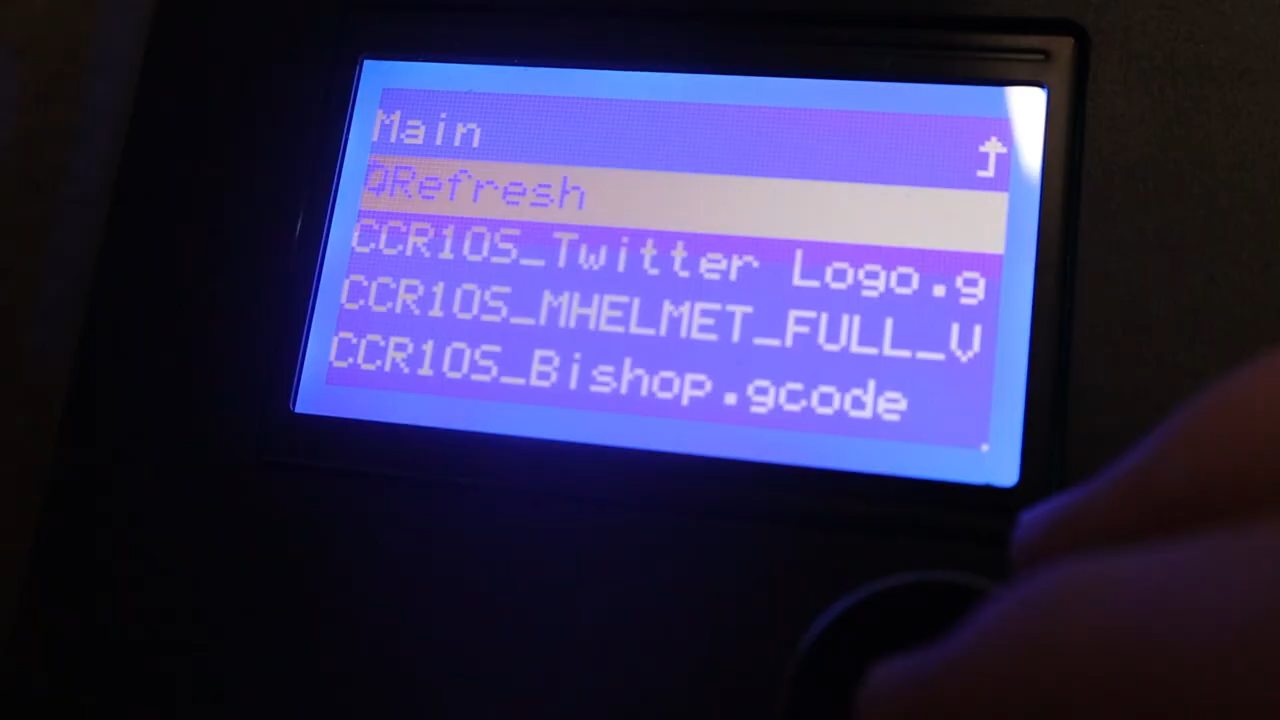 Main
Refresh
CCR10S_Twitter Logo.g
CCR10S_MHELMET_FULL_V
CCR10S_Bishop.gcode